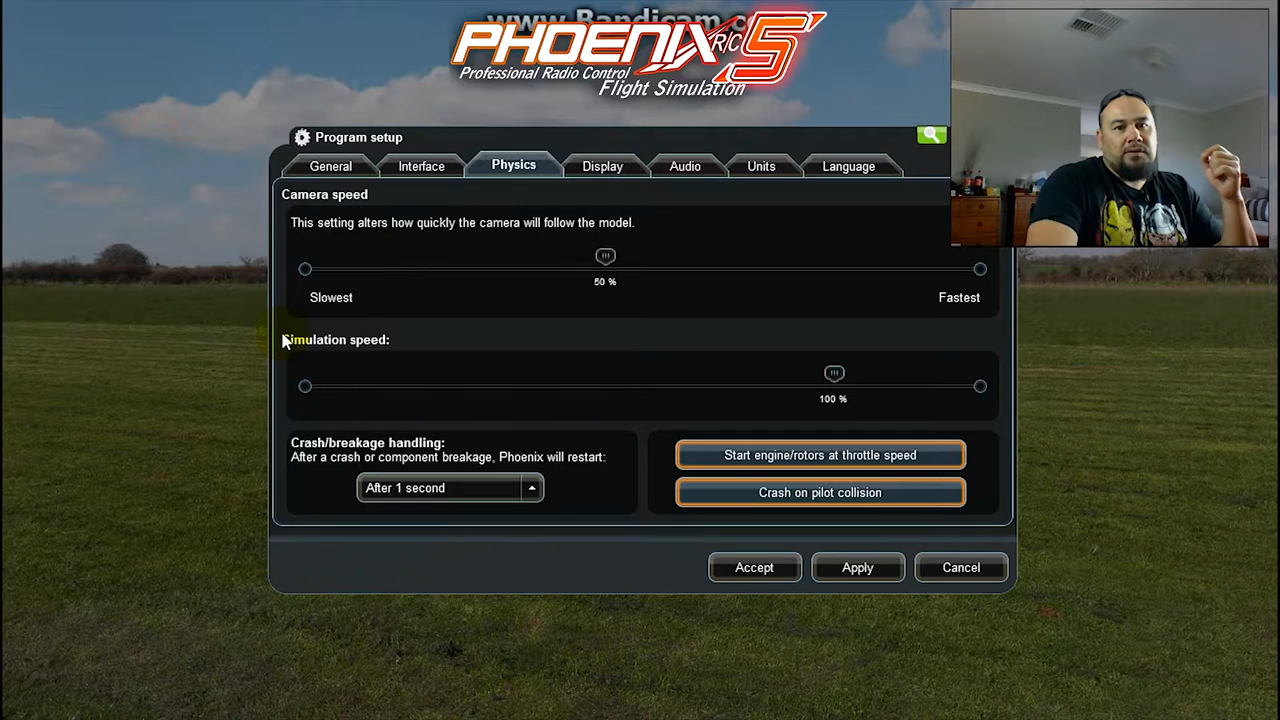 www.Bandicam.co
PHOENIX R/C 5
Professional Radio Control
Flight Simulation
Program setup
General Interface Physics Display Audio Units Language
Camera speed
This setting alters how quickly the camera will follow the model.
50 %
Slowest Fastest
Simulation speed:
100 %
Crash/breakage handling:
After a crash or component breakage, Phoenix will restart:
After 1 second
Start engine/rotors at throttle speed
Crash on pilot collision
Accept Apply Cancel